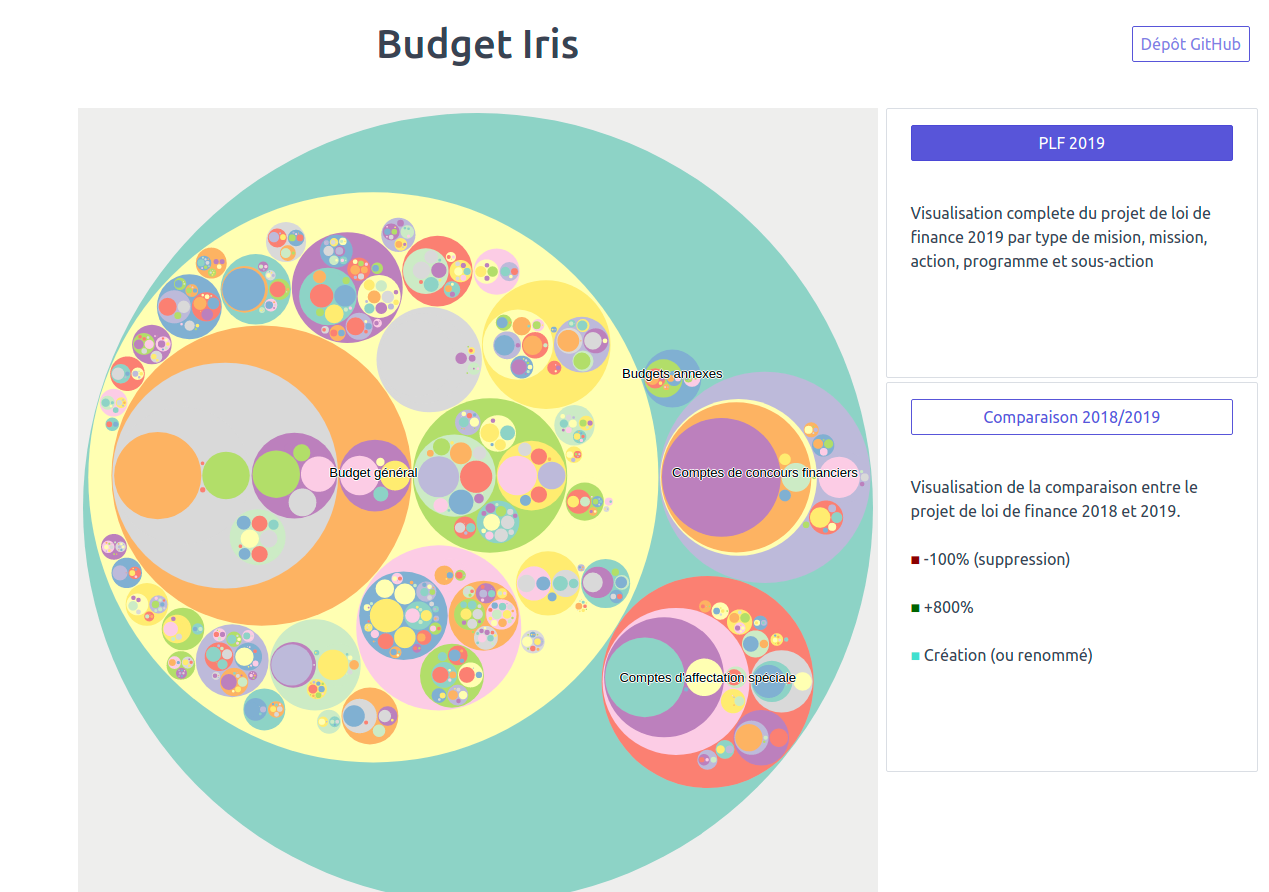 Budget Iris
Dépôt GitHub
PLF 2019
Visualisation complete du projet de loi de
finance 2019 par type de mision, mission,
action, programme et sous-action
Budgets annexes
Comparaison 2018/2019
Budget général
Comptes de concours financiers
Visualisation de la comparaison entre le
projet de loi de finance 2018 et 2019.
-100% (suppression)
+800%
Création (ou renommé)
Comptes d'affectation spéciale